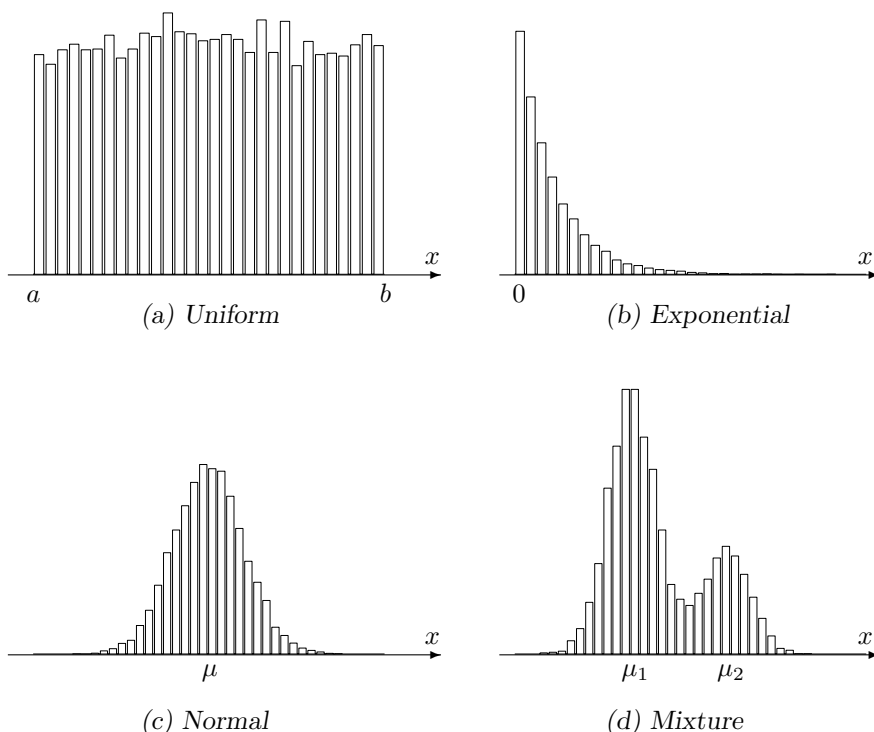 x
x
a
b
0
(a) Uniform
(b) Exponential
x
x
μ
μ1
μ2
(c) Normal
(d) Mixture